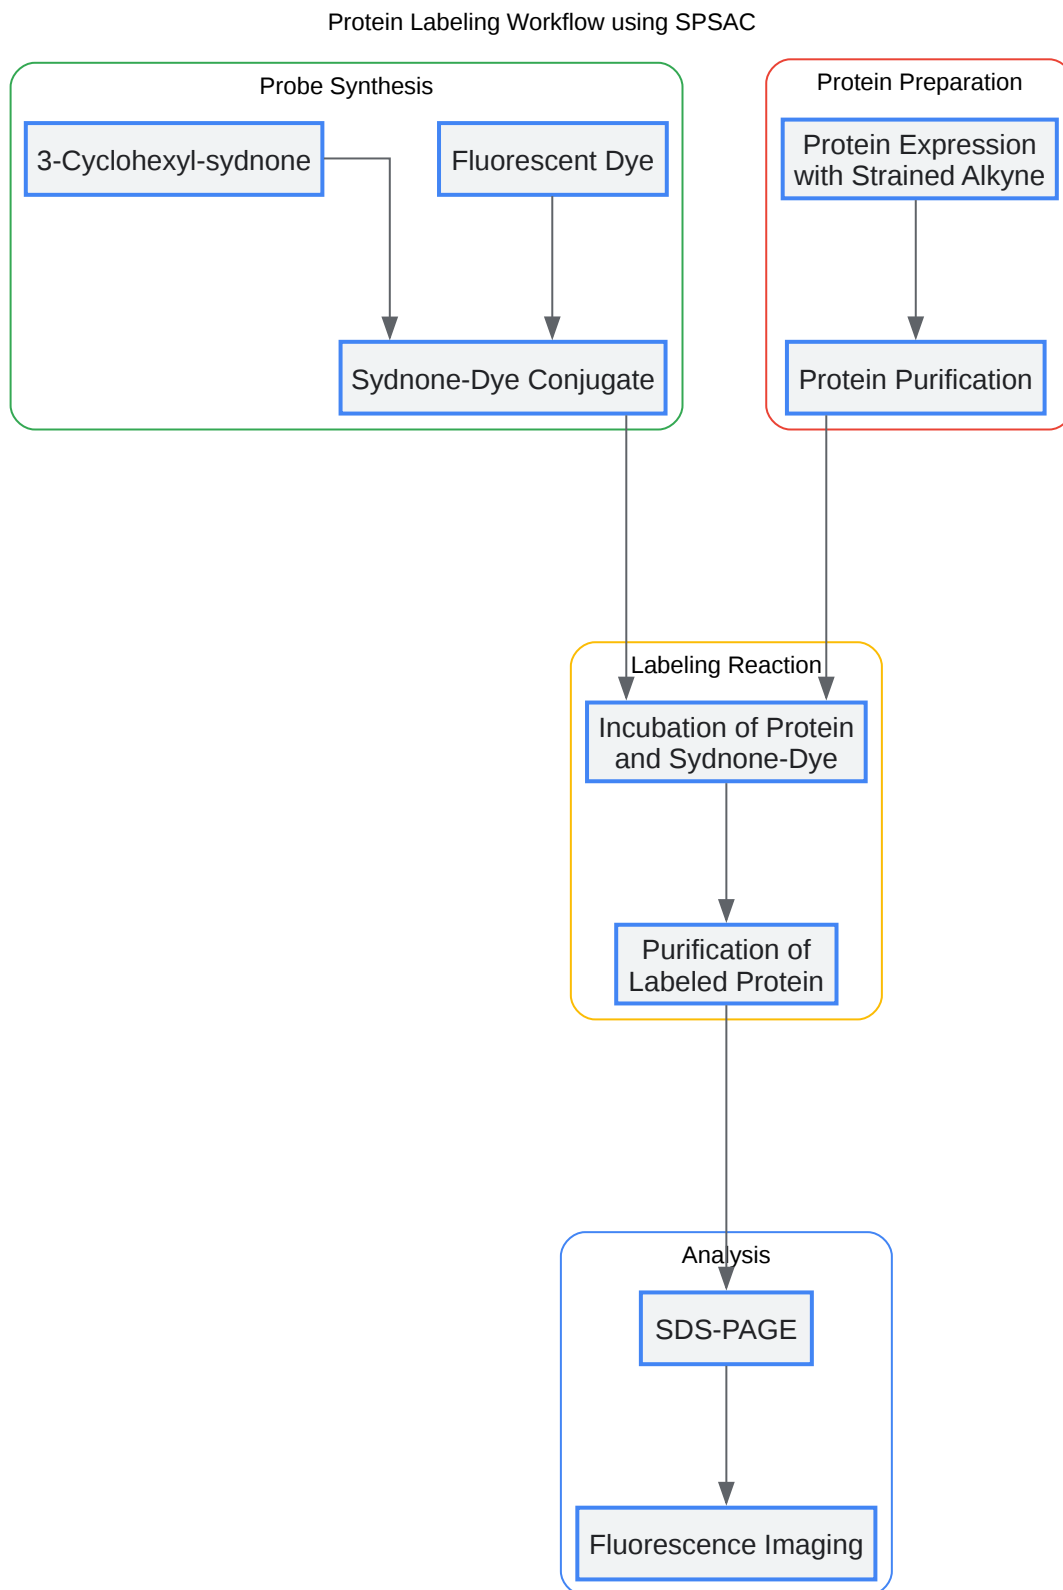 Protein Labeling Workflow using SPSAC
Probe Synthesis
3-Cyclohexyl-sydnone
Fluorescent Dye
Sydnone-Dye Conjugate
Protein Preparation
Protein Expression
with Strained Alkyne
Protein Purification
Labeling Reaction
Incubation of Protein
and Sydnone-Dye
Purification of
Labeled Protein
Analysis
SDS-PAGE
Fluorescence Imaging